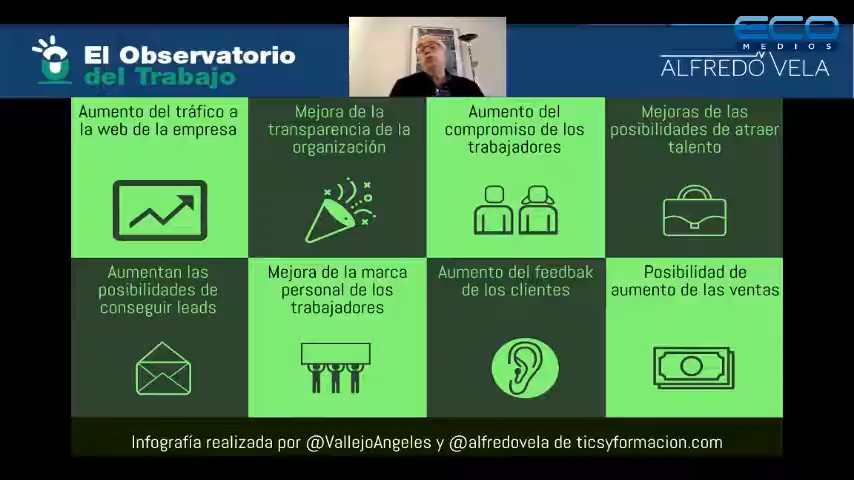 El Observatorio
del Trabajo
ECO
MEDIOS
ALFREDO VELA
Aumento del tráfico a
la web de la empresa
Mejora de la
transparencia de la
organización
Aumento del
compromiso de los
trabajadores
Mejoras de las
posibilidades de atraer
talento
Aumentan las
posibilidades de
conseguir leads
Mejora de la marca
personal de los
trabajadores
Aumento del feedbak
de los clientes
Posibilidad de
aumento de las ventas
Infografía realizada por @VallejoAngeles y @alfredovela de ticsyformacion.com